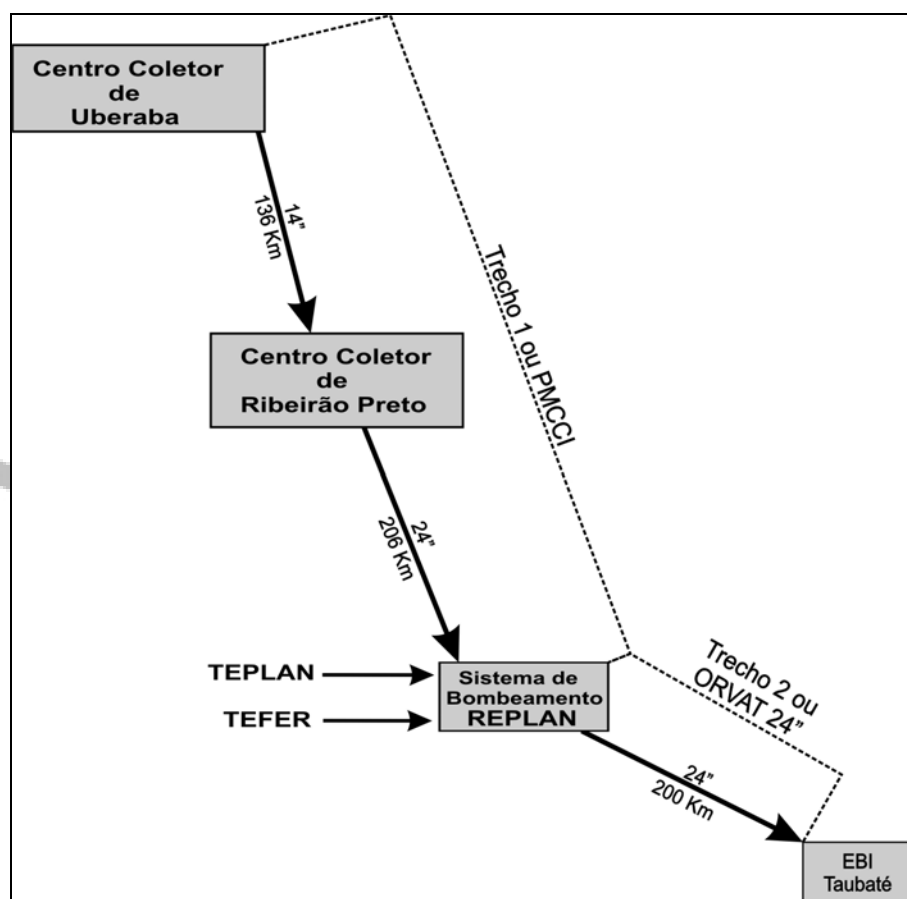 Centro Coletor
de
Uberaba
14”
136 Km
Trecho 1 ou PMCCI
Centro Coletor
de
Ribeirão Preto
24”
206 Km
TEPLAN
TEFER
Sistema de
Bombeamento
REPLAN
Trecho 2 ou
ORVAT 24”
24”
200 Km
EBI
Taubaté